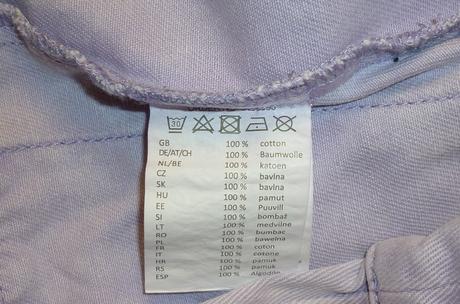 30
GB 100 % cotton
DE/AT/CH 100 % Baumwolle
NL/BE 100 % katoen
CZ 100 % bavlna
SK 100 % bavlna
HU 100 % pamut
EE 100 % Puuvill
SI 100 % bombaž
LT 100 % medvilne
RO 100 % bumbac
PL 100 % bawełna
FR 100 % coton
IT 100 % cotone
HR 100 % pamuk
RS 100 % pamuk
ESP 100 % Algodón